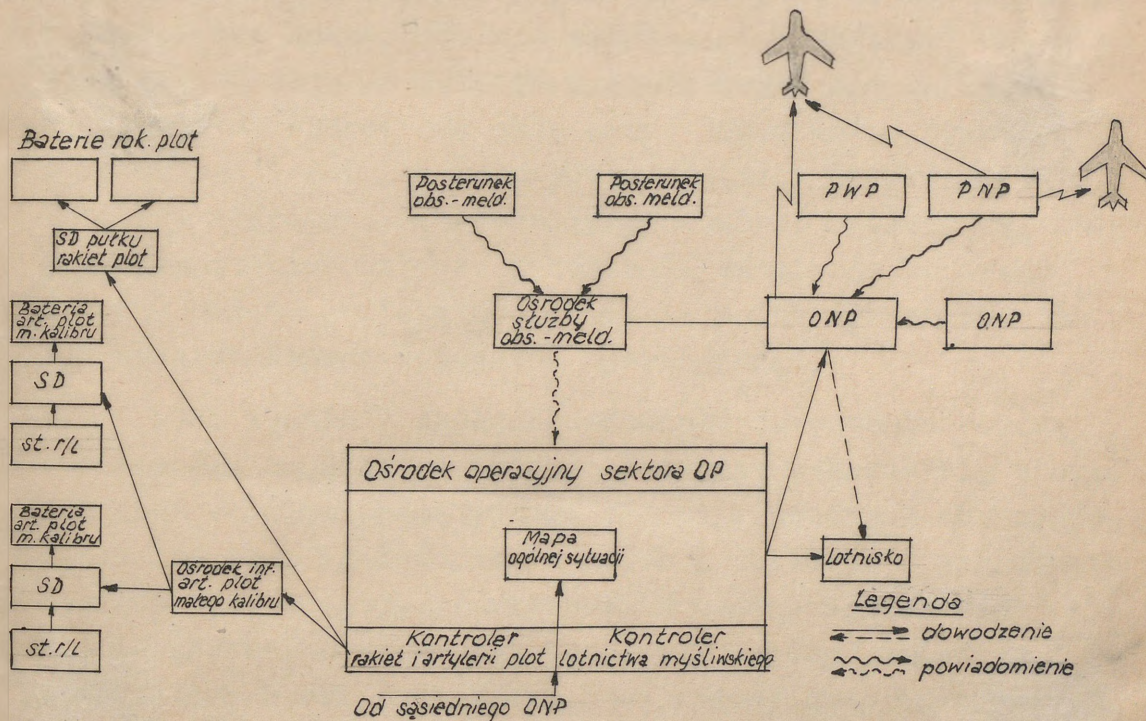 Baterie rak. plot
SD pułku
rakiet plot
Bateria
art. plot
m. kalibru
SD
st. r/l
Bateria
art. plot
m. kalibru
SD
st. r/l
Ośrodek inf.
art. plot
małego kalibru
Posterunek
obs.-meld.
Posterunek
obs. meld.
Ośrodek
służby
obs.-meld.
PWP
PNP
ONP
ONP
Ośrodek operacyjny sektora OP
Mapa
ogólnej sytuacji
Kontroler
rakiet i artylerii plot
Kontroler
lotnictwa myśliwskiego
Od sąsiedniego ONP
Lotnisko
Legenda
dowodzenie
powiadomienie